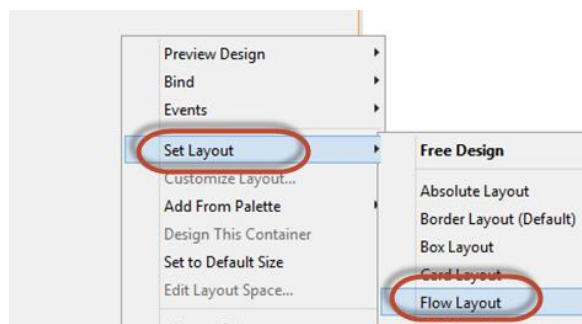 Preview Design
Bind
Events
Set Layout
Customize Layout...
Add From Palette
Design This Container
Set to Default Size
Edit Layout Space...
Free Design
Absolute Layout
Border Layout (Default)
Box Layout
Card Layout
Flow Layout